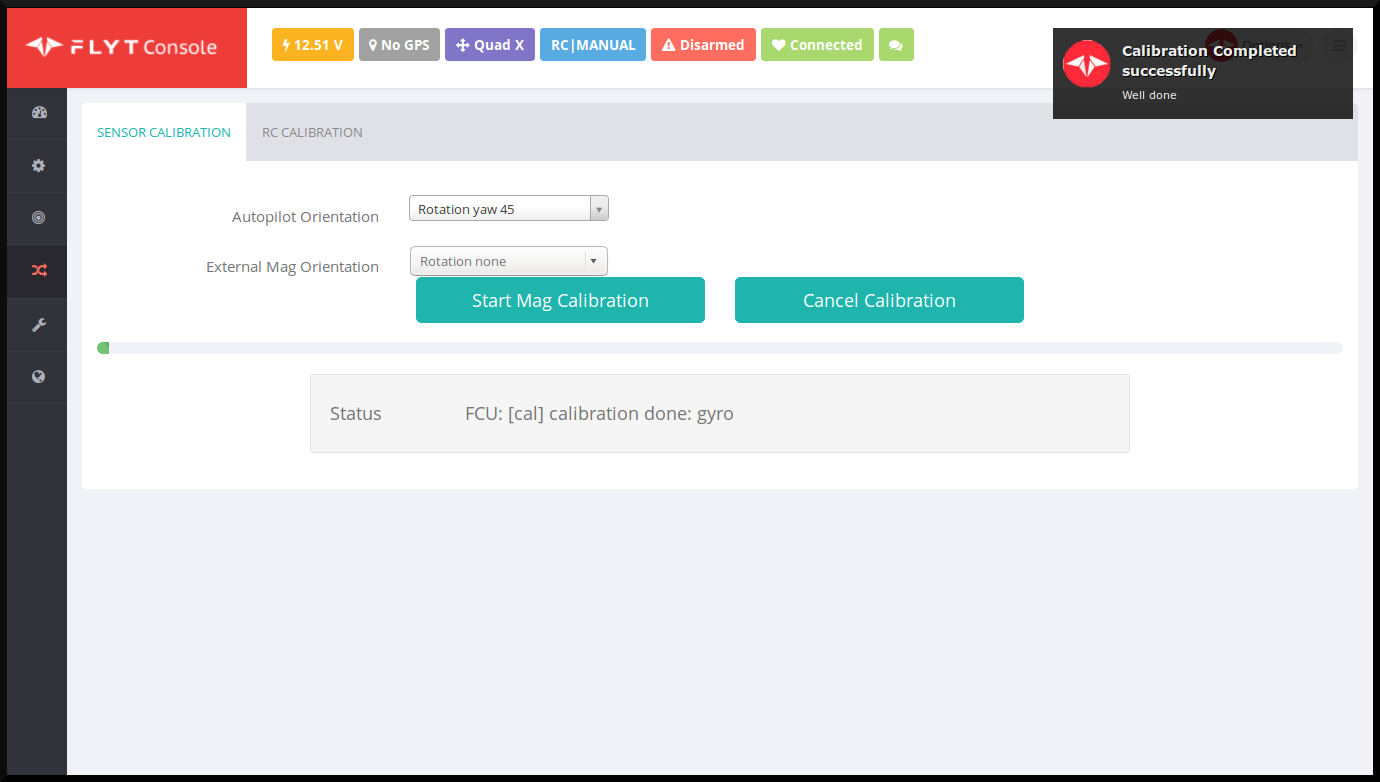 FLYT Console
12.51 V
No GPS
Quad X
RC|MANUAL
Disarmed
Connected
Calibration Completed
successfully
Well done
SENSOR CALIBRATION
RC CALIBRATION
Autopilot Orientation
Rotation yaw 45
External Mag Orientation
Rotation none
Start Mag Calibration
Cancel Calibration
Status
FCU: [cal] calibration done: gyro